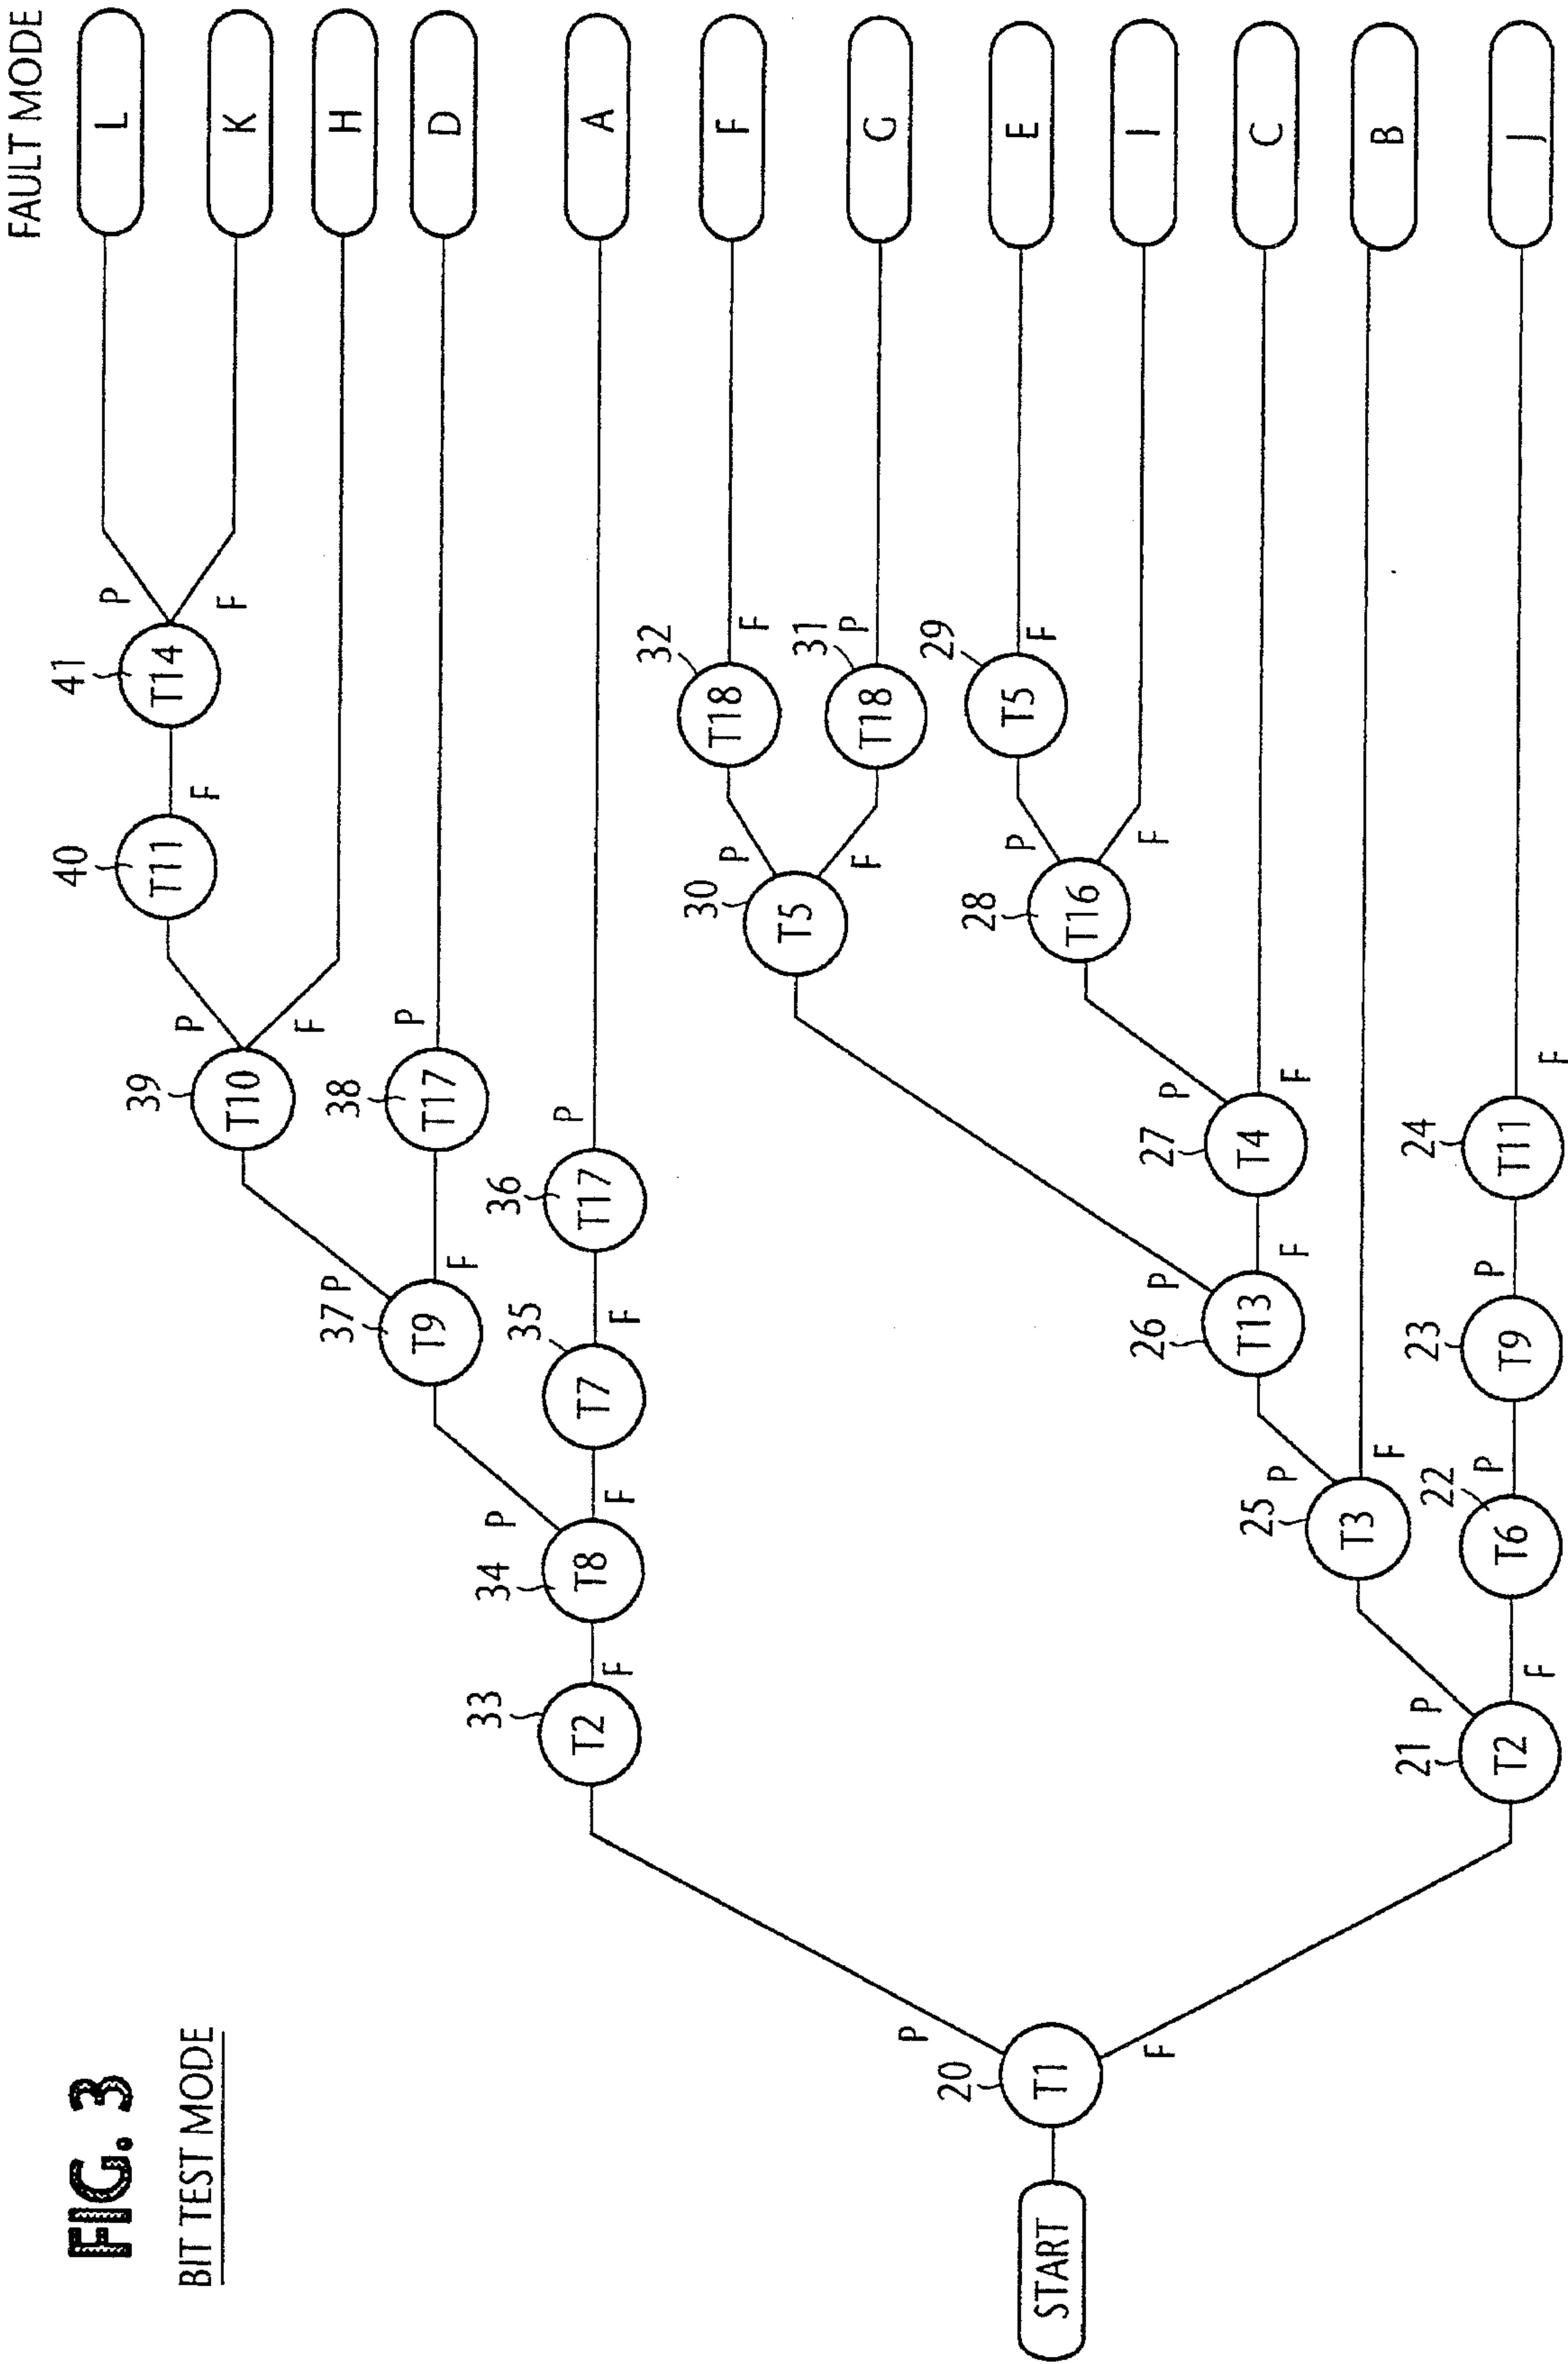 FIG. 3
BIT TEST MODE
FAULT MODE
START
20
T1
P
F
33
T2
F
34
T8
P
F
35
T7
F
36
T17
P
A
37
T9
P
F
38
T17
P
D
39
T10
P
F
H
40
T11
F
41
T14
P
F
L
K
21
T2
P
F
22
T6
P
23
T9
P
24
T11
F
J
25
T3
P
F
B
26
T13
P
F
27
T4
P
F
C
28
T16
P
F
I
29
T5
F
E
30
T5
P
F
31
T18
P
G
32
T18
F
F